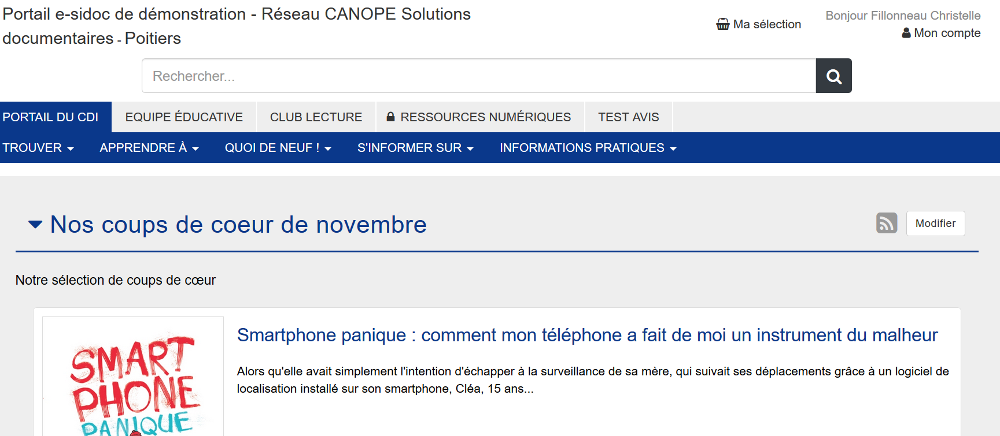 Portail e-sidoc de démonstration - Réseau CANOPE Solutions
documentaires - Poitiers
Ma sélection
Bonjour Fillonneau Christelle
Mon compte
Rechercher...
PORTAIL DU CDI
EQUIPE ÉDUCATIVE
CLUB LECTURE
RESSOURCES NUMÉRIQUES
TEST AVIS
TROUVER
APPRENDRE À
QUOI DE NEUF !
S'INFORMER SUR
INFORMATIONS PRATIQUES
Nos coups de coeur de novembre
Modifier
Notre sélection de coups de cœur
SMART
PHONE
PANIQUE
Smartphone panique : comment mon téléphone a fait de moi un instrument du malheur
Alors qu'elle avait simplement l'intention d'échapper à la surveillance de sa mère, qui suivait ses déplacements grâce à un logiciel de
localisation installé sur son smartphone, Cléa, 15 ans...